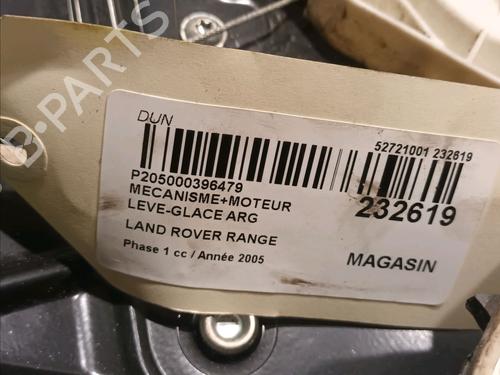 DUN
52721001 232619
P205000396479
MECANISME+MOTEUR
LEVE-GLACE ARG
232619
LAND ROVER RANGE
Phase 1 cc / Année 2005
MAGASIN
B-PARTS